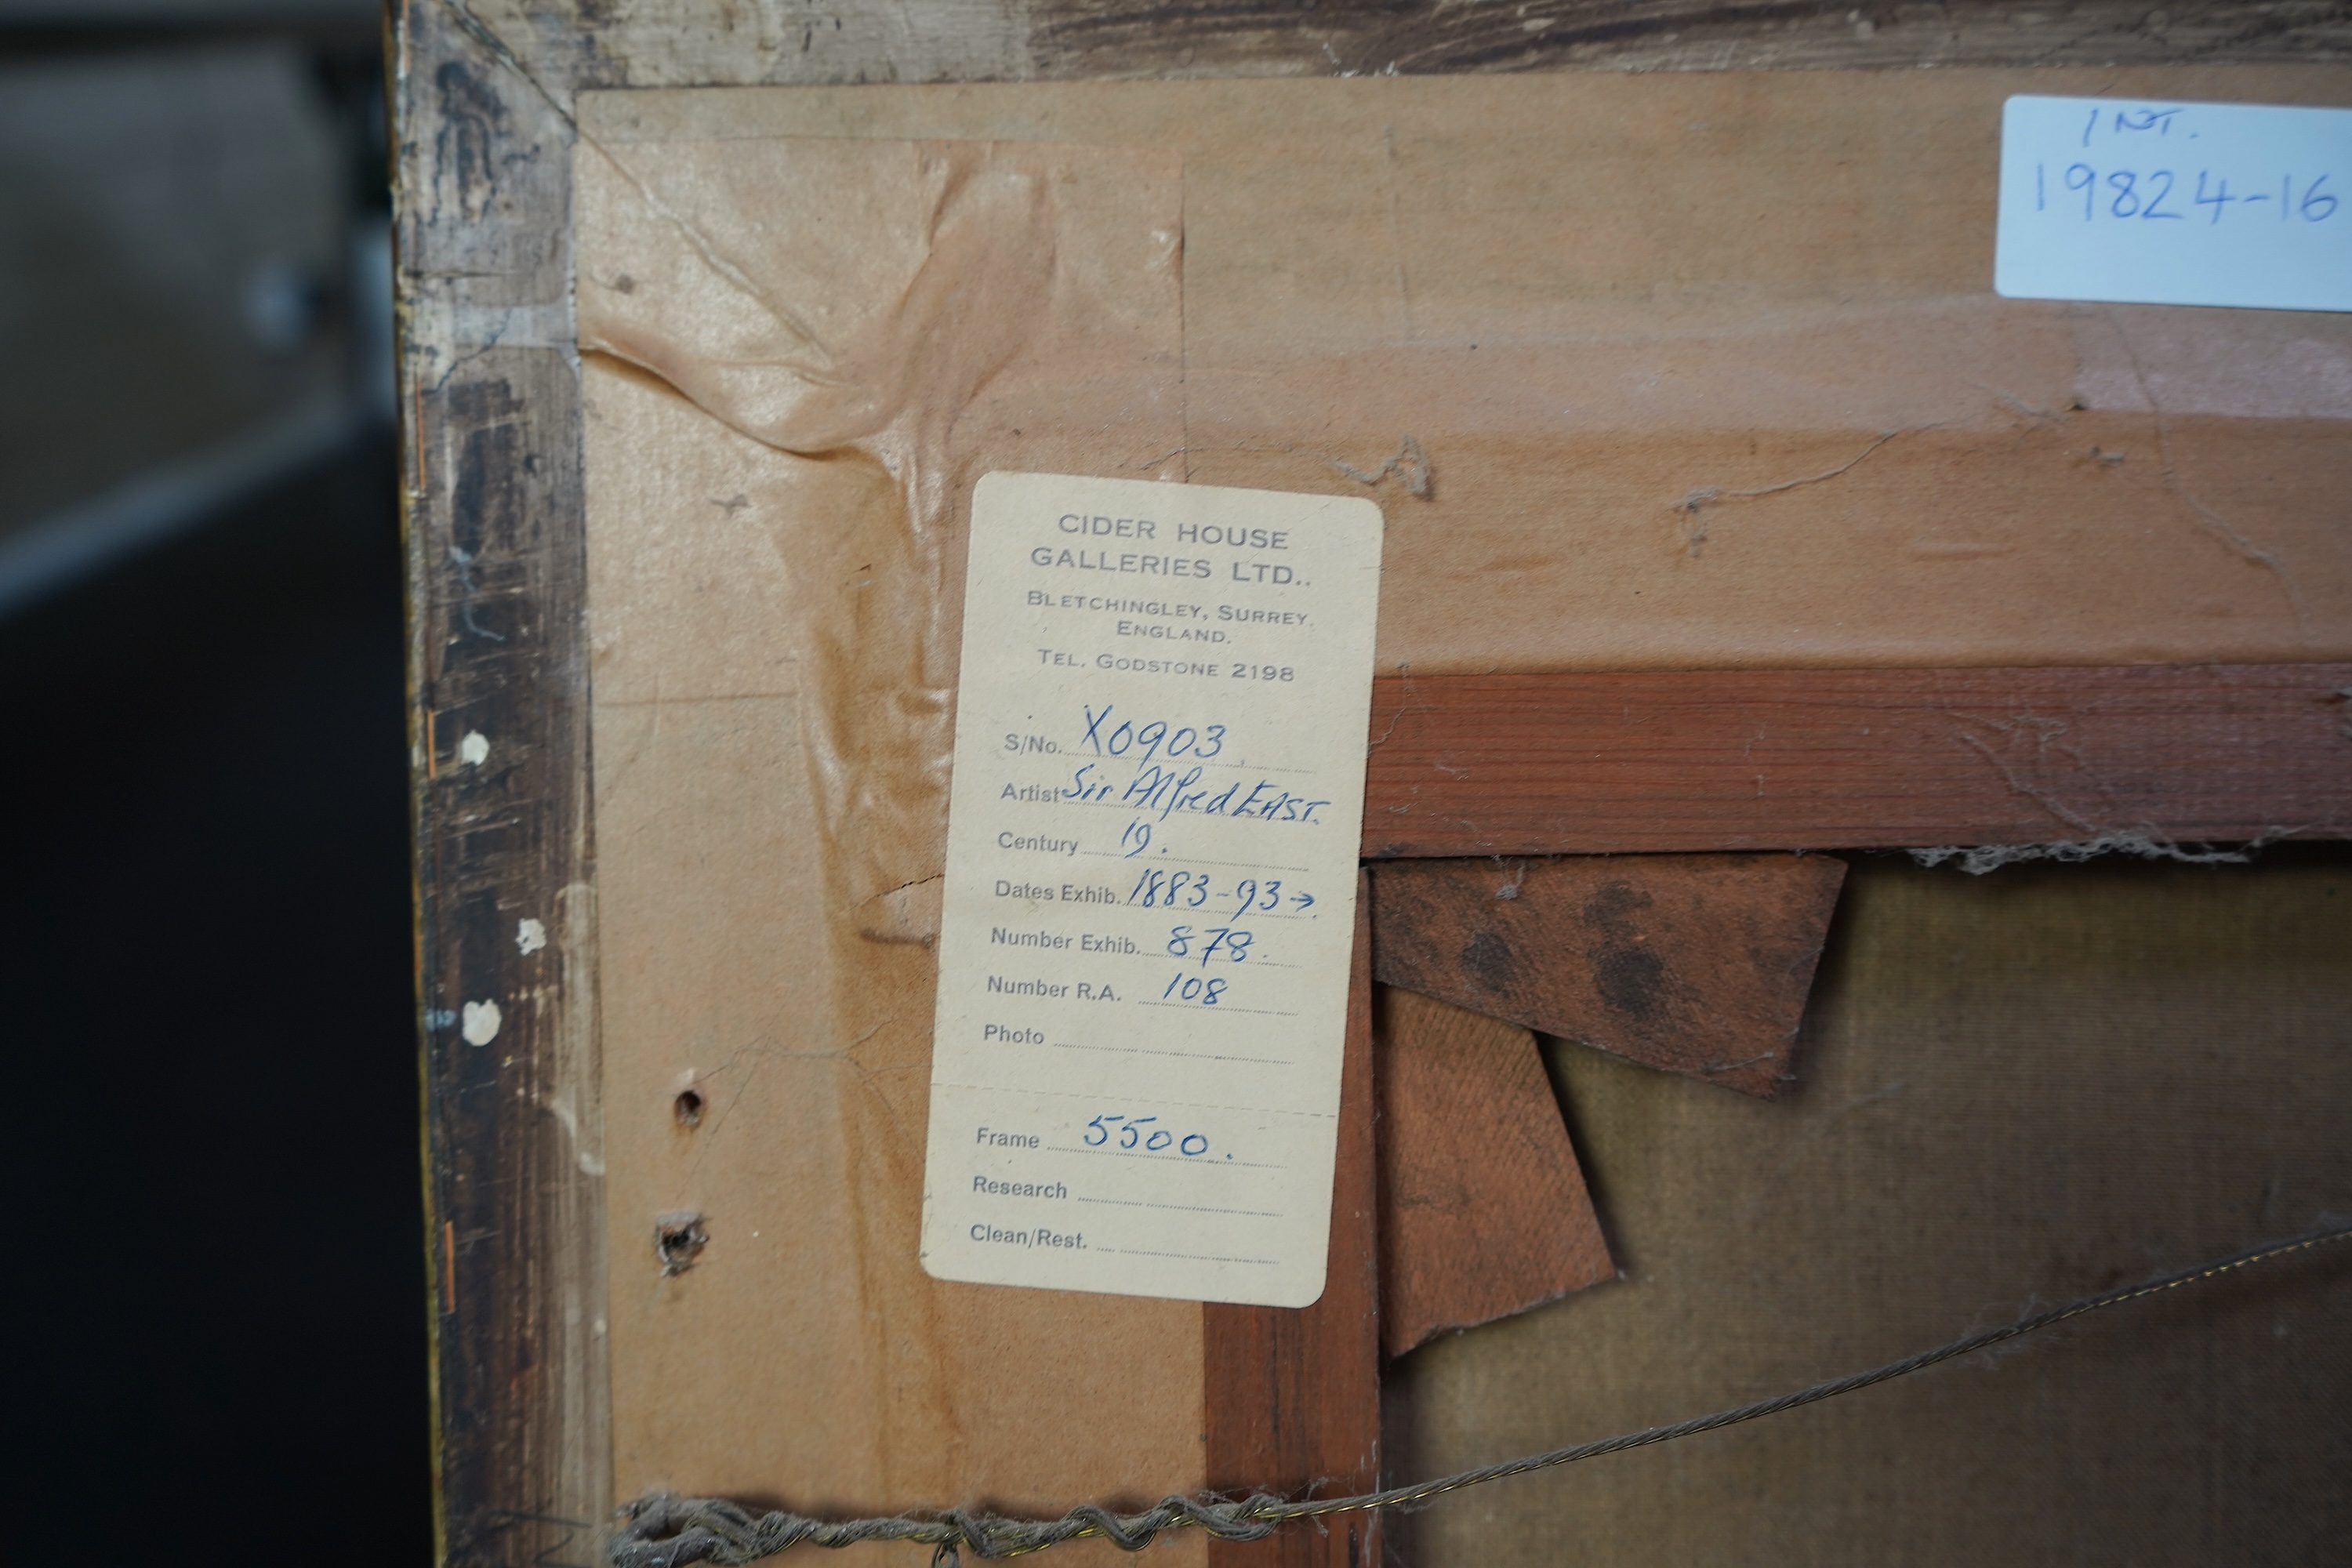 INT.
19824-16
CIDER HOUSE
GALLERIES LTD..
BLETCHINGLEY, SURREY,
ENGLAND.
TEL. GODSTONE 2198
S/No. X0903
Artist Sir Alfred EAST.
Century 19.
Dates Exhib. 1883-93→.
Number Exhib. 878.
Number R.A. 108
Photo
Frame 5500.
Research
Clean/Rest.